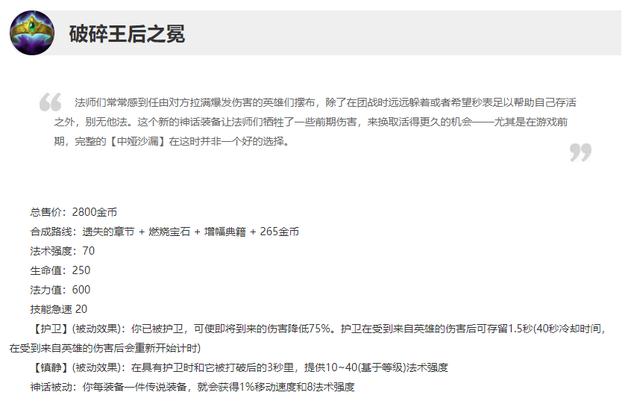 破碎王后之冕
法师们常常感到任由对方拉满爆发伤害的英雄们摆布，除了在团战时远远躲着或者希望秒表足以帮助自己存活
之外，别无他法。这个新的神话装备让法师们牺牲了一些前期伤害，来换取活得更久的机会——尤其是在游戏前
期，完整的【中娅沙漏】在这时并非一个好的选择。
总售价：2800金币
合成路线：遗失的章节 + 燃烧宝石 + 增幅典籍 + 265金币
法术强度：70
生命值：250
法力值：600
技能急速 20
【护卫】(被动效果)：你已被护卫，可使即将到来的伤害降低75%。护卫在受到来自英雄的伤害后可存留1.5秒(40秒冷却时间，
在受到来自英雄的伤害后会重新开始计时)
【镇静】(被动效果)：在具有护卫时和它被打破后的3秒里，提供10~40(基于等级)法术强度
神话被动：你每装备一件传说装备，就会获得1%移动速度和8法术强度